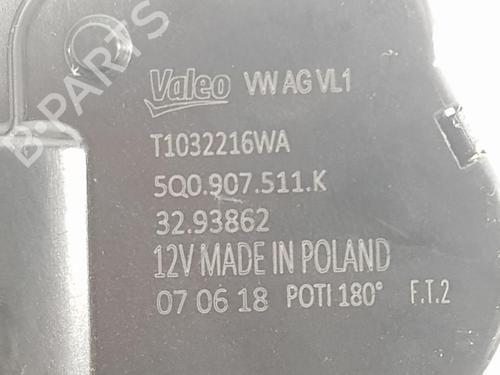 B-PARTS
Valeo VW AG VL1
T1032216WA
5Q0.907.511.K
32.93862
12V MADE IN POLAND
07 06 18 POTI 180° F.T.2